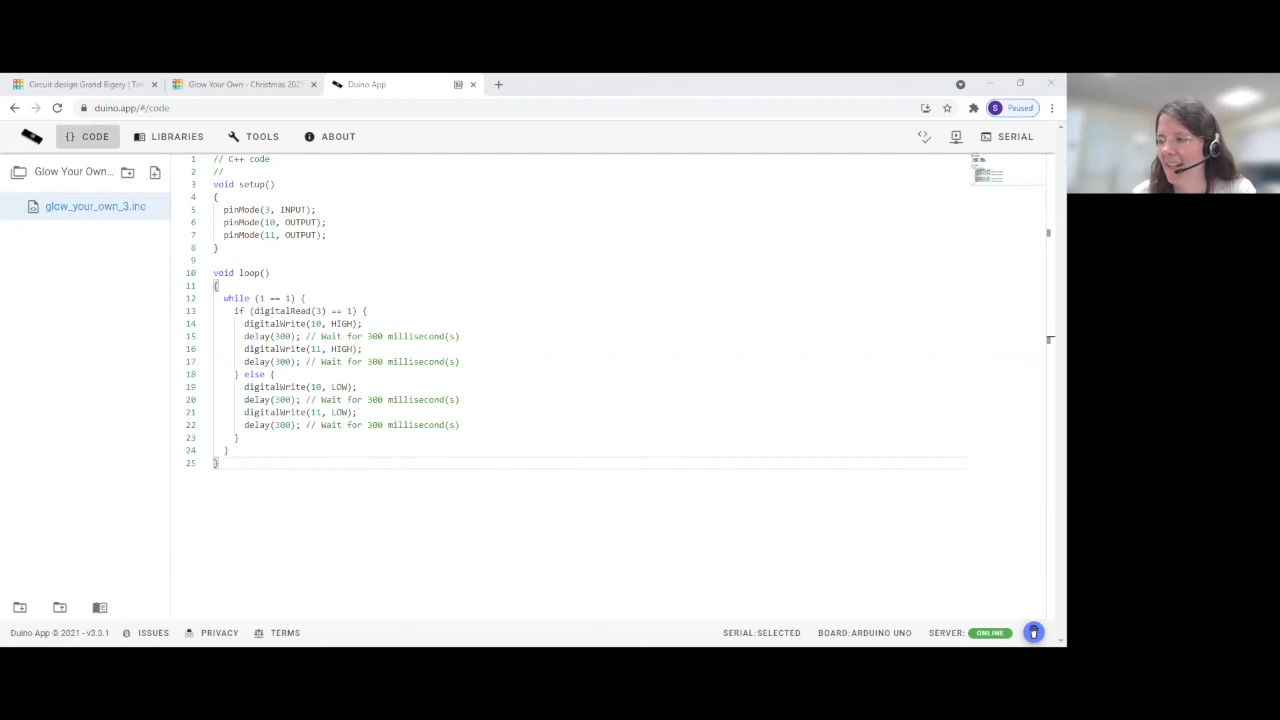 Circuit design Grand Bigery | Tin
Glow Your Own - Christmas 202
Duino App
duino.app/#/code
S Paused
{} CODE
LIBRARIES
TOOLS
ABOUT
SERIAL
Glow Your Own...
glow_your_own_3.inc
1 // C++ code
2 //
3 void setup()
4 {
5 pinMode(3, INPUT);
6 pinMode(10, OUTPUT);
7 pinMode(11, OUTPUT);
8 }
9
10 void loop()
11 {
12 while (1 == 1) {
13 if (digitalRead(3) == 1) {
14 digitalWrite(10, HIGH);
15 delay(300); // Wait for 300 millisecond(s)
16 digitalWrite(11, HIGH);
17 delay(300); // Wait for 300 millisecond(s)
18 } else {
19 digitalWrite(10, LOW);
20 delay(300); // Wait for 300 millisecond(s)
21 digitalWrite(11, LOW);
22 delay(300); // Wait for 300 millisecond(s)
23 }
24 }
25 }
Duino App © 2021 - v3.3.1
ISSUES
PRIVACY
TERMS
SERIAL:SELECTED
BOARD:ARDUINO UNO
SERVER: ONLINE